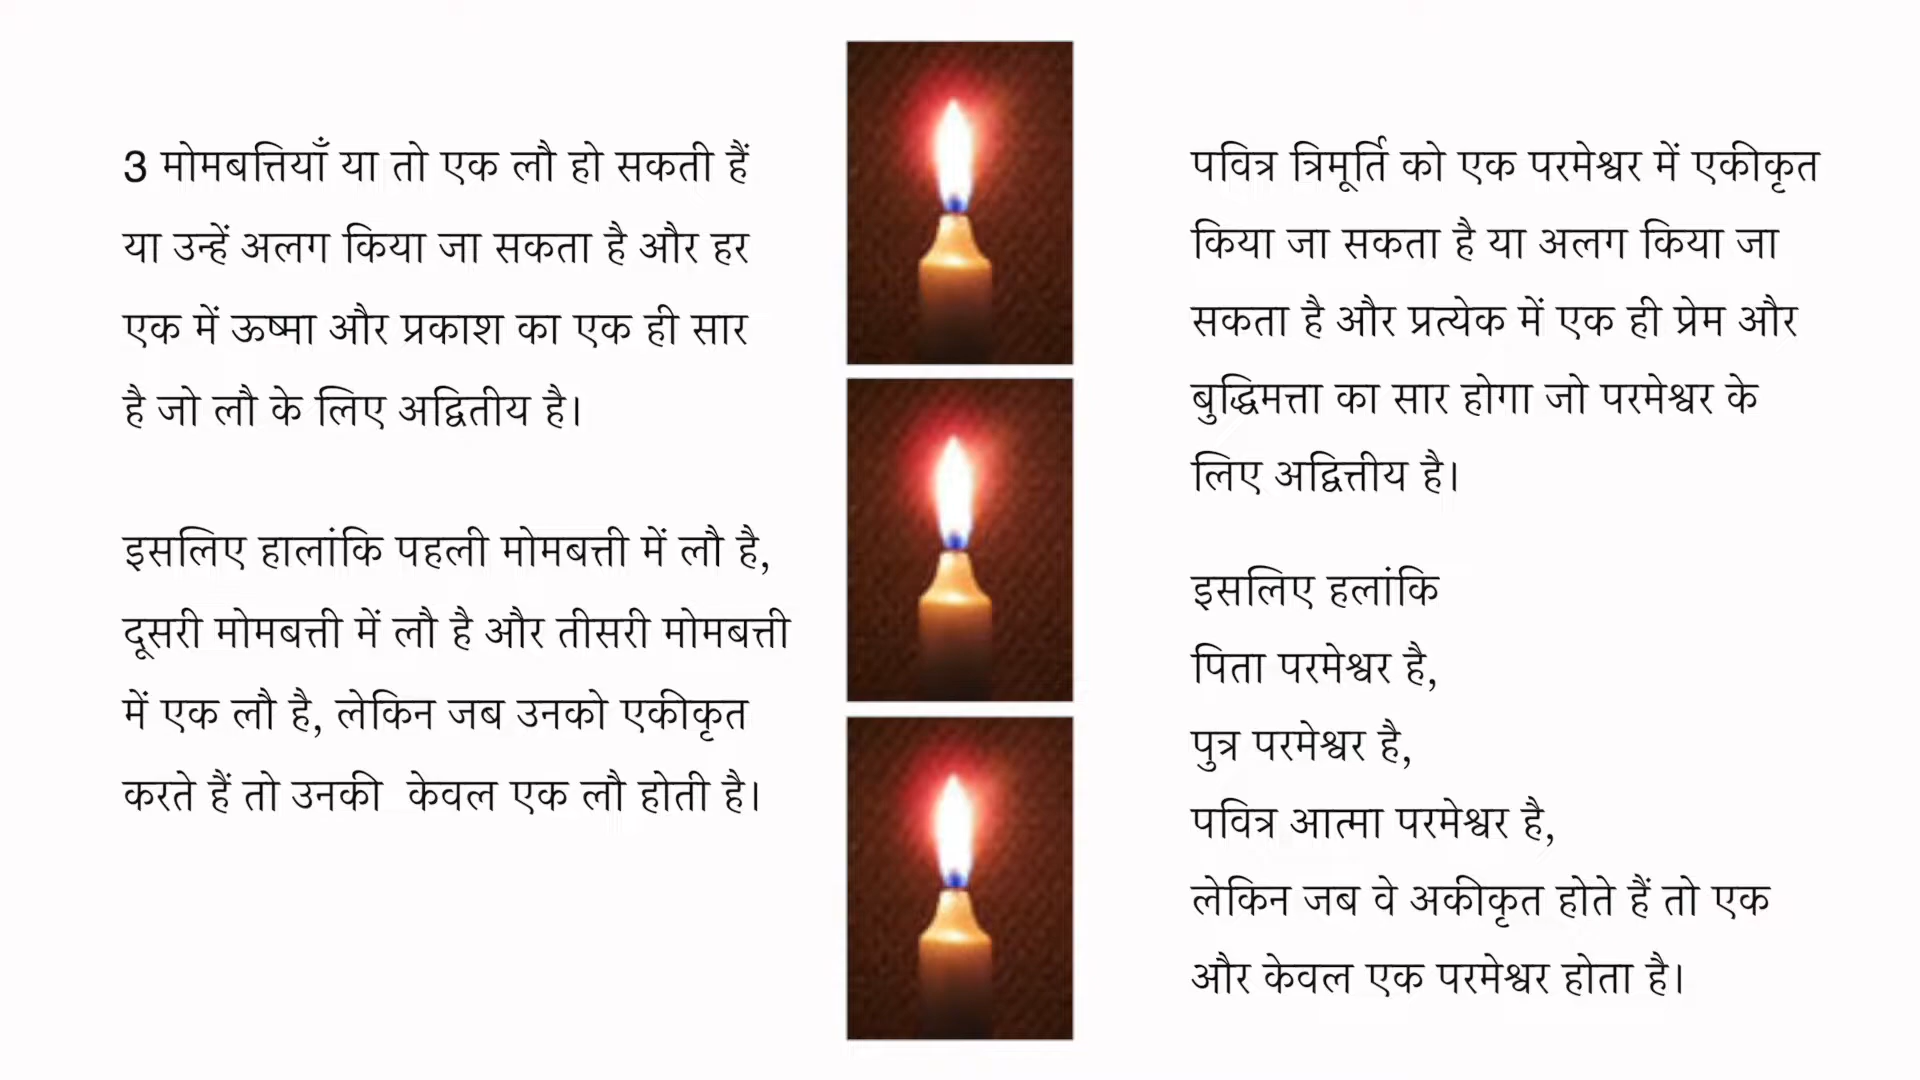 3 मोमबत्तियाँ या तो एक लौ हो सकती हैं
या उन्हें अलग किया जा सकता है और हर
एक में ऊष्मा और प्रकाश का एक ही सार
है जो लौ के लिए अद्वितीय है।
इसलिए हालांकि पहली मोमबत्ती में लौ है,
दूसरी मोमबत्ती में लौ है और तीसरी मोमबत्ती
में एक लौ है, लेकिन जब उनको एकीकृत
करते हैं तो उनकी केवल एक लौ होती है।
पवित्र त्रिमूर्ति को एक परमेश्वर में एकीकृत
किया जा सकता है या अलग किया जा
सकता है और प्रत्येक में एक ही प्रेम और
बुद्धिमत्ता का सार होगा जो परमेश्वर के
लिए अद्वित्तीय है।
इसलिए हलांकि
पिता परमेश्वर है,
पुत्र परमेश्वर है,
पवित्र आत्मा परमेश्वर है,
लेकिन जब वे अकीकृत होते हैं तो एक
और केवल एक परमेश्वर होता है।